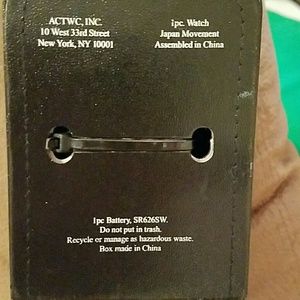 ACTWC, INC.
10 West 33rd Street
New York, NY 10001
1pc. Watch
Japan Movement
Assembled in China
1pc Battery, SR626SW.
Do not put in trash.
Recycle or manage as hazardous waste.
Box made in China